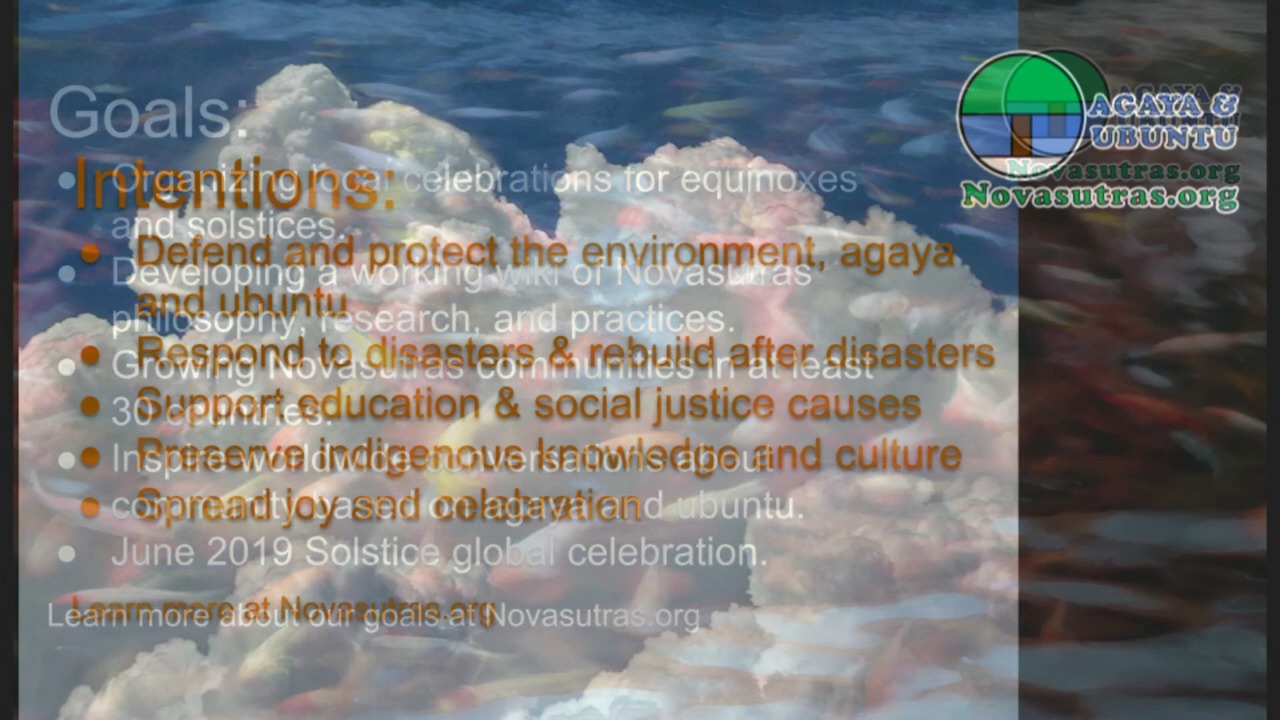 Goals:
Organizing local celebrations for equinoxes
and solstices.
Developing a working wiki of Novasutras
philosophy, research, and practices.
Growing Novasutras communities in at least
30 countries.
Inspire worldwide conversations about
community based on agaya and ubuntu.
June 2019 Solstice global celebration.
Learn more about our goals at Novasutras.org
Intentions:
Defend and protect the environment, agaya
and ubuntu
Respond to disasters & rebuild after disasters
Support education & social justice causes
Preserve indigenous knowledge and culture
Spread joy and celebration
Learn more at Novasutras.org
AGAYA &
UBUNTU
Novasutras.org
AGAYA &
UBUNTU
Novasutras.org